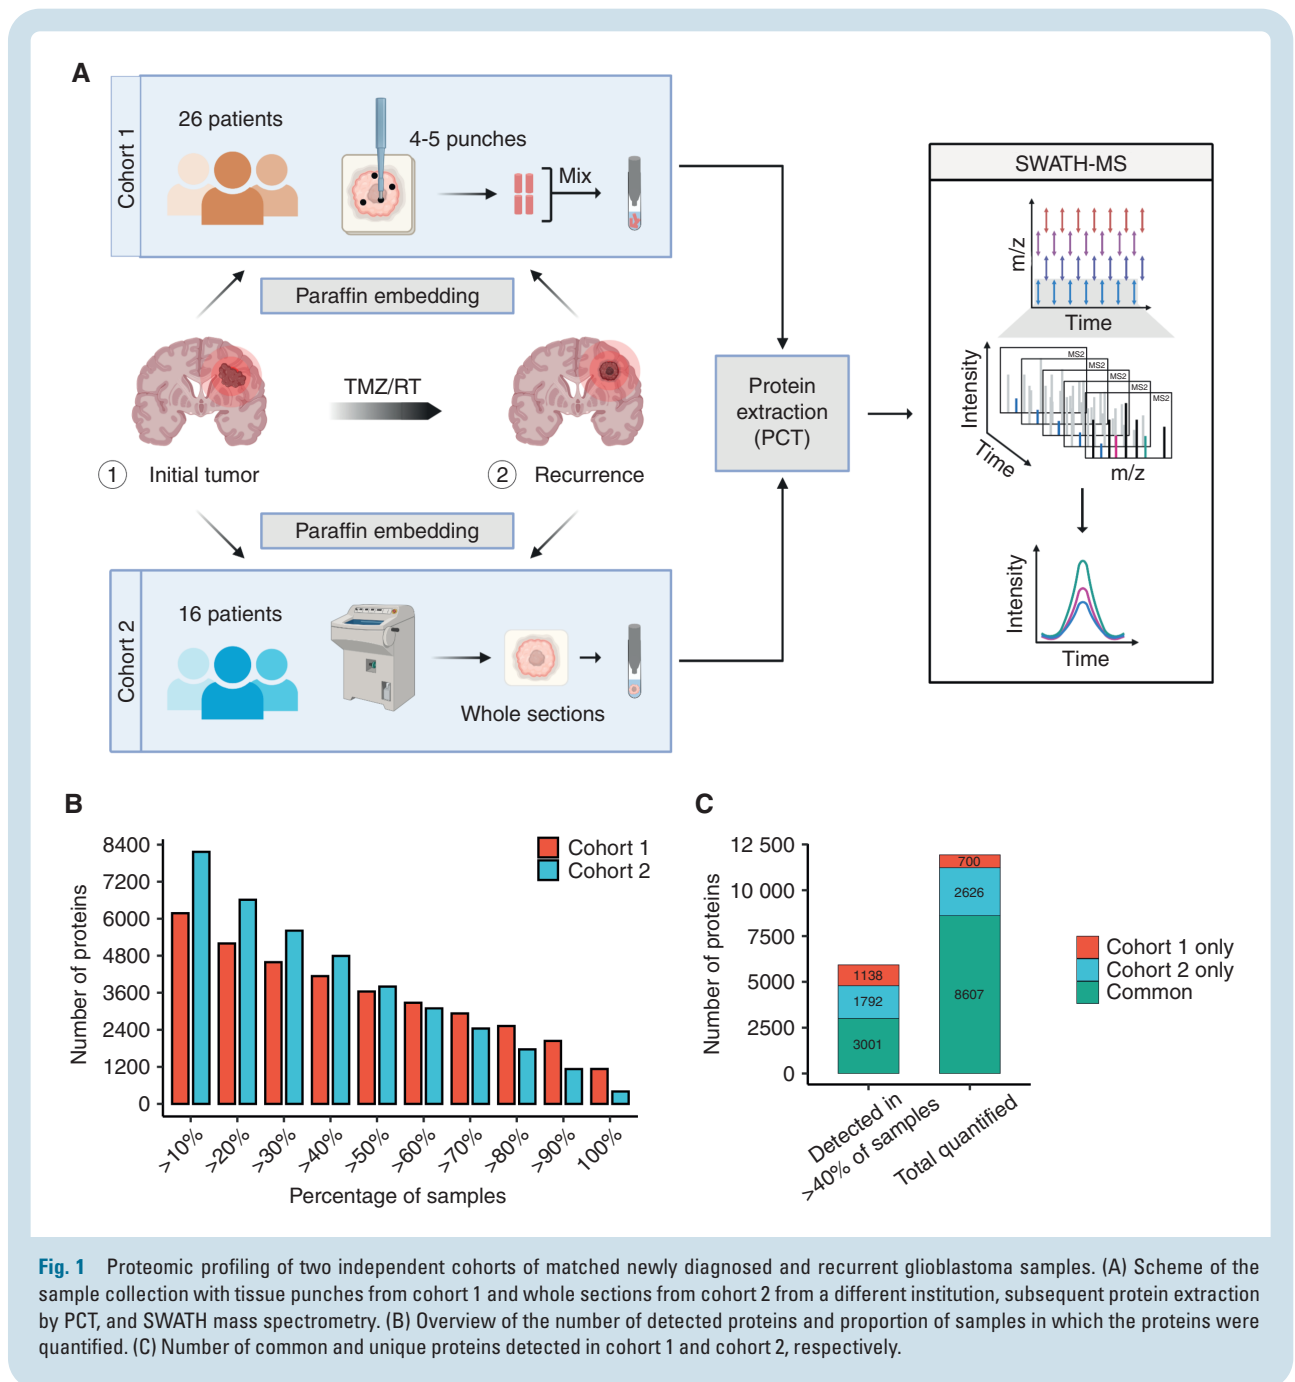 A
Cohort 1
26 patients
4-5 punches
Mix
Paraffin embedding
TMZ/RT
1 Initial tumor
2 Recurrence
Paraffin embedding
Cohort 2
16 patients
Whole sections
Protein
extraction
(PCT)
SWATH-MS
m/z
Time
Intensity
MS2
MS2
MS2
MS2
MS2
Time
m/z
Intensity
Time
B
Number of proteins
8400
7200
6000
4800
3600
2400
1200
0
>10%
>20%
>30%
>40%
>50%
>60%
>70%
>80%
>90%
100%
Percentage of samples
Cohort 1
Cohort 2
C
Number of proteins
12 500
10 000
7500
5000
2500
0
1138
1792
3001
700
2626
8607
Detected in
>40% of samples
Total quantified
Cohort 1 only
Cohort 2 only
Common
Fig. 1 Proteomic profiling of two independent cohorts of matched newly diagnosed and recurrent glioblastoma samples. (A) Scheme of the
sample collection with tissue punches from cohort 1 and whole sections from cohort 2 from a different institution, subsequent protein extraction
by PCT, and SWATH mass spectrometry. (B) Overview of the number of detected proteins and proportion of samples in which the proteins were
quantified. (C) Number of common and unique proteins detected in cohort 1 and cohort 2, respectively.